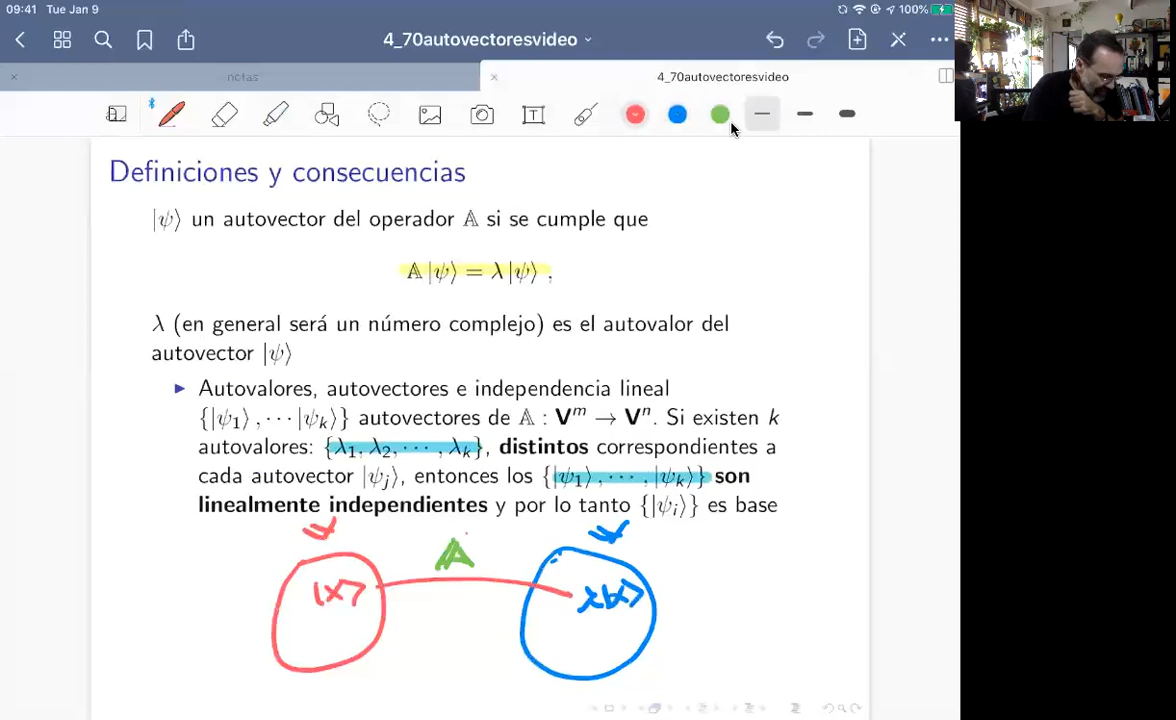 09:41 Tue Jan 9
100%
4_70autovectoresvideo
notas
4_70autovectoresvideo
T
Definiciones y consecuencias
|ψ⟩ un autovector del operador 𝔸 si se cumple que
𝔸 |ψ⟩ = λ |ψ⟩ ,
λ (en general será un número complejo) es el autovalor del
autovector |ψ⟩
▶ Autovalores, autovectores e independencia lineal
{|ψ₁⟩ , ··· |ψₖ⟩} autovectores de 𝔸 : Vᵐ → Vⁿ. Si existen k
autovalores: {λ₁, λ₂, ··· , λₖ}, distintos correspondientes a
cada autovector |ψⱼ⟩, entonces los {|ψ₁⟩ , ··· , |ψₖ⟩} son
linealmente independientes y por lo tanto {|ψᵢ⟩} es base
𝔸
|x⟩
λ|x⟩